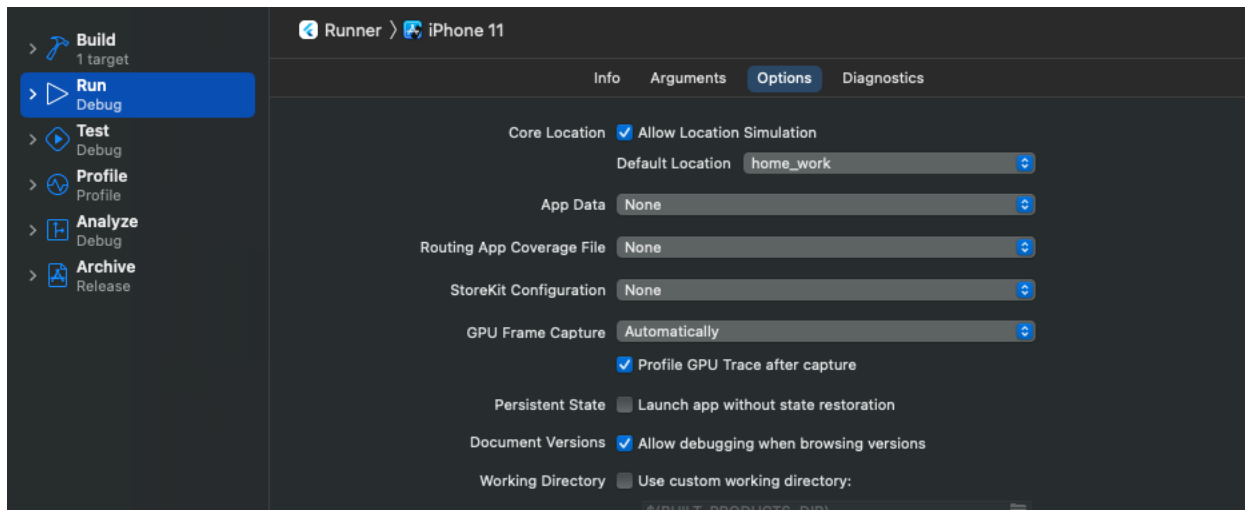 Build
1 target
Run
Debug
Test
Debug
Profile
Profile
Analyze
Debug
Archive
Release
Runner 〉 iPhone 11
Info Arguments Options Diagnostics
Core Location Allow Location Simulation
Default Location home_work
App Data None
Routing App Coverage File None
StoreKit Configuration None
GPU Frame Capture Automatically
Profile GPU Trace after capture
Persistent State Launch app without state restoration
Document Versions Allow debugging when browsing versions
Working Directory Use custom working directory:
$(BUILT_PRODUCTS_DIR)